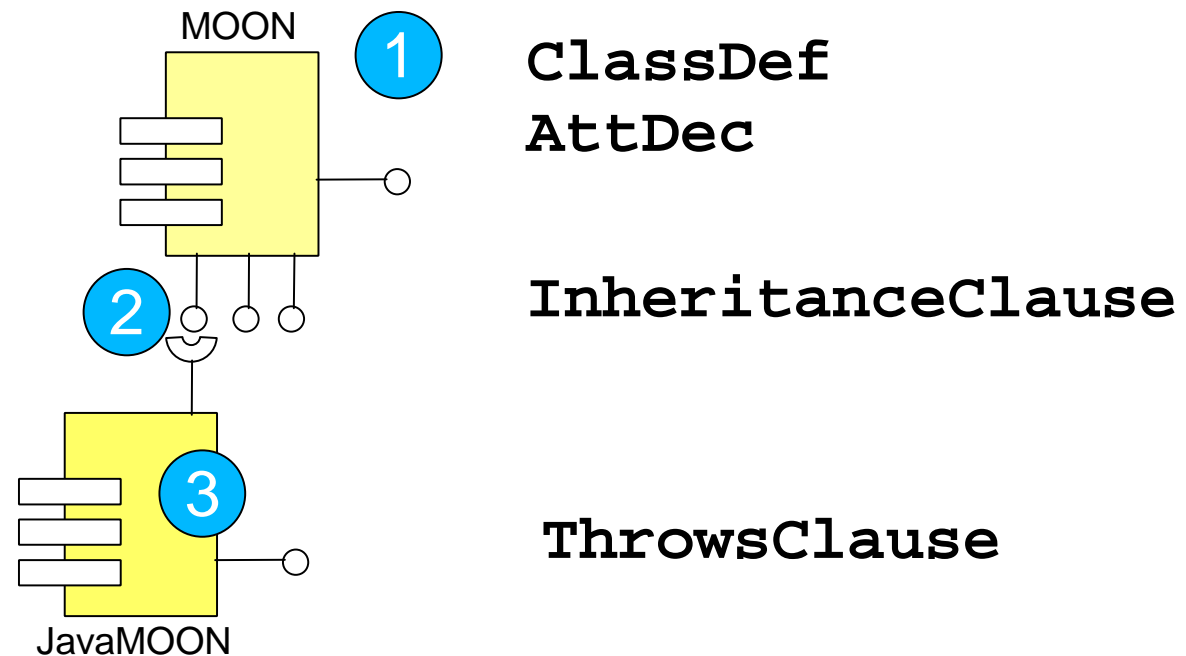 MOON
1
ClassDef
AttDec
2
InheritanceClause
3
ThrowsClause
JavaMOON